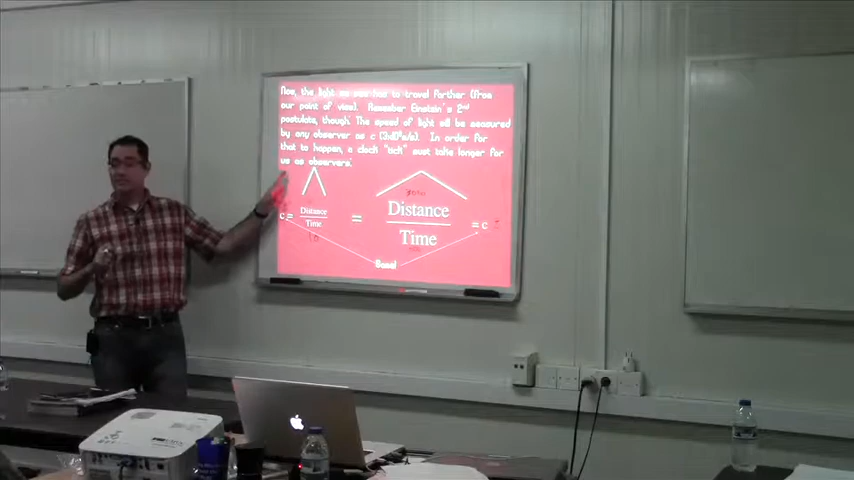 Now, the light we see has to travel farther (from
our point of view). Remember Einstein's 2nd
postulate, though. The speed of light will be measured
by any observer as c (3x10⁸m/s). In order for
that to happen, a clock "tick" must take longer for
us as observers.
c = Distance = Distance = c
Time Time
Same!